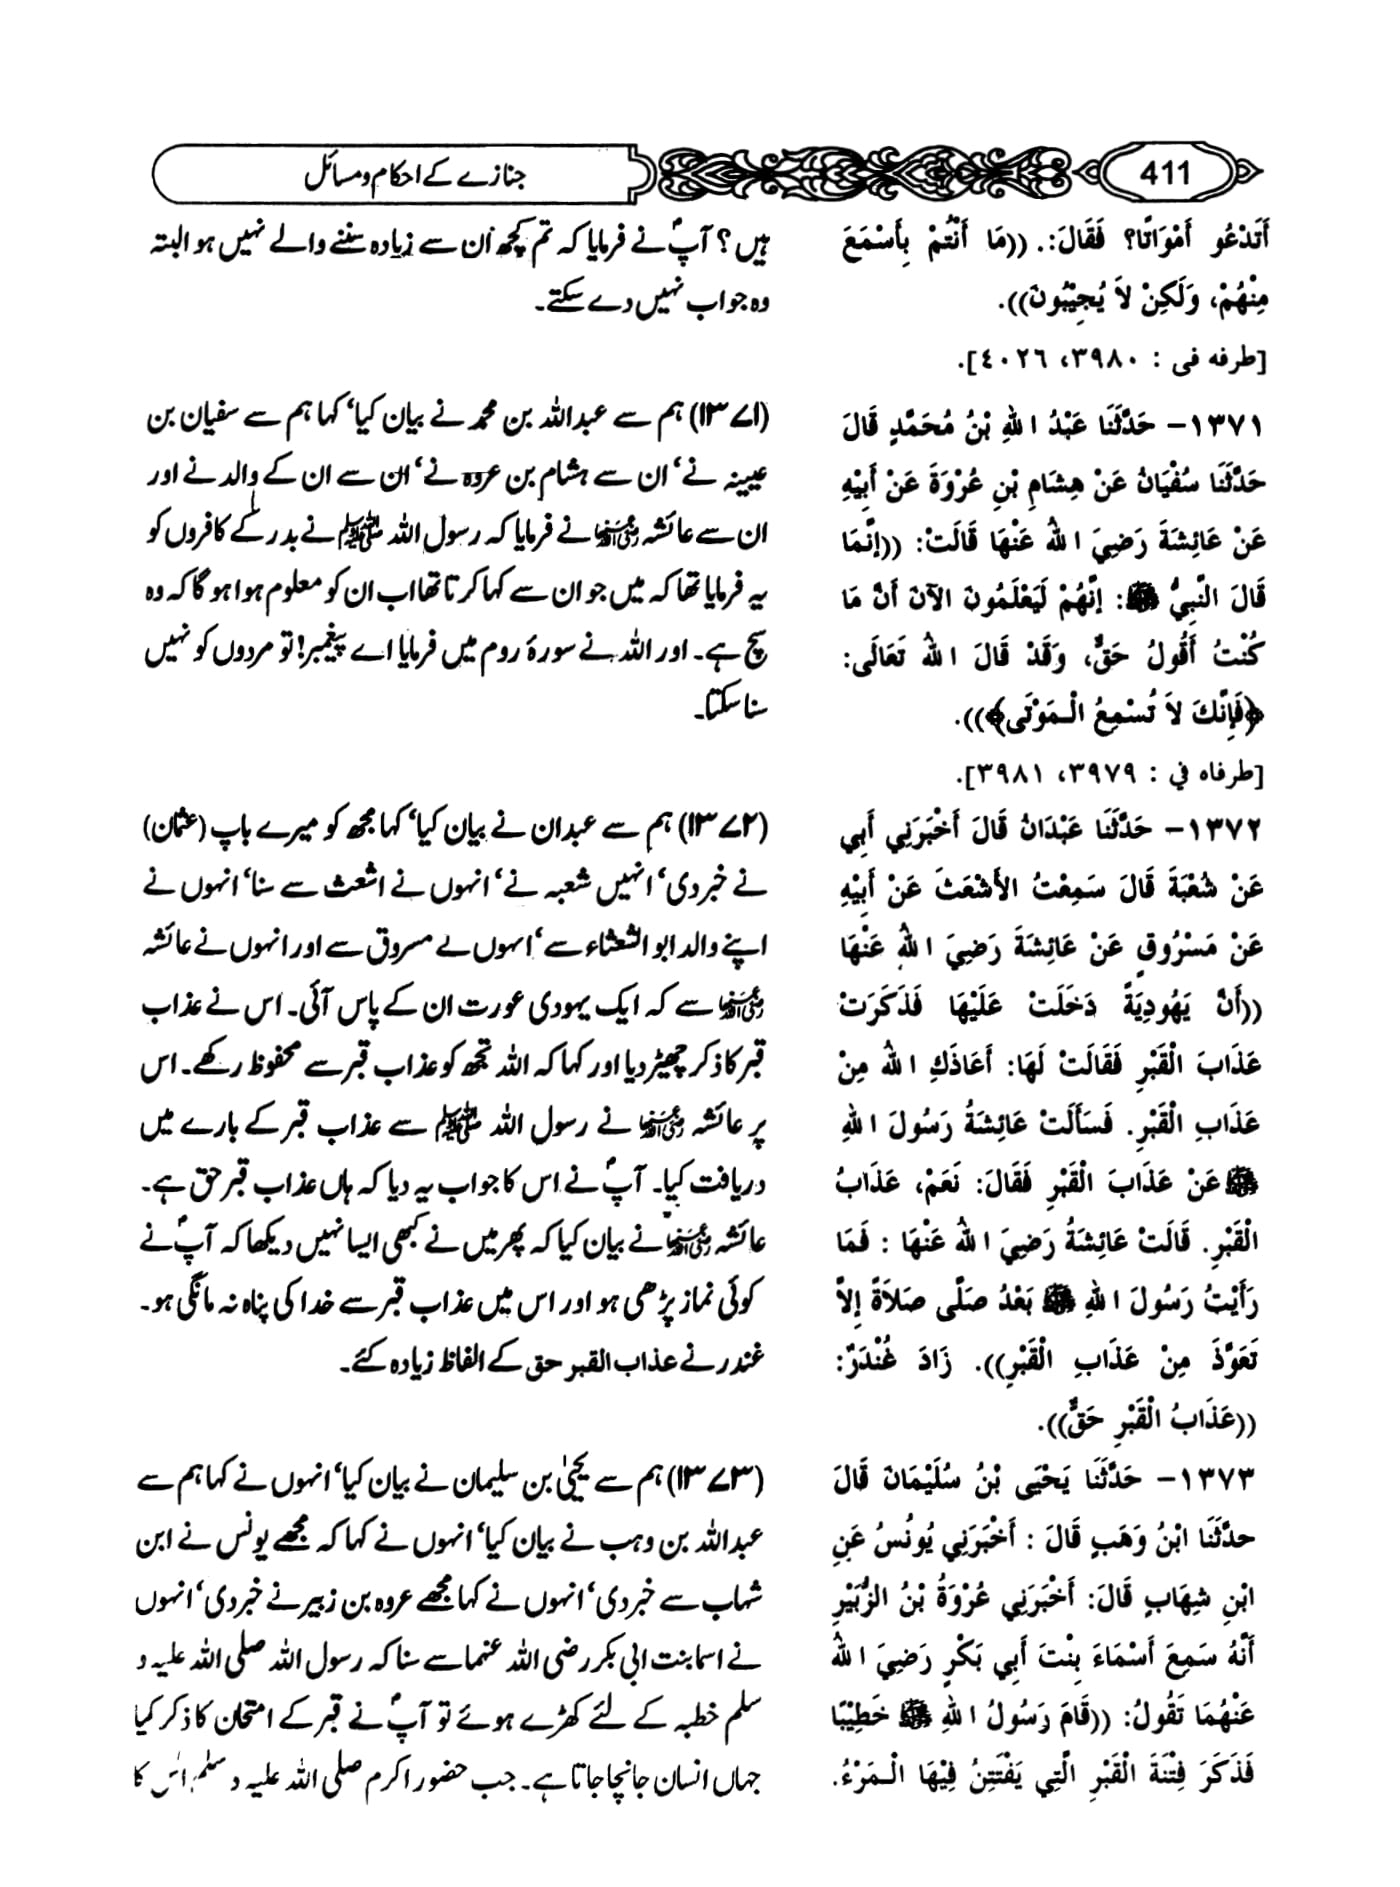 411
جنازے کے احکام و مسائل
أَتَدْعُو أَمْوَاتًا؟ فَقَالَ: ((مَا أَنْتُمْ بِأَسْمَعَ
مِنْهُمْ، وَلَكِنْ لاَ يُجِيْبُونَ)).
[طرفه في : ٣٩٨٠، ٤٠٢٦].
١٣٧١- حَدَّثَنَا عَبْدُ اللهِ بْنُ مُحَمَّدٍ قَالَ
حَدَّثَنَا سُفْيَانُ عَنْ هِشَامِ بْنِ عُرْوَةَ عَنْ أَبِيْهِ
عَنْ عَائِشَةَ رَضِيَ اللهُ عَنْهَا قَالَتْ: ((إِنَّمَا
قَالَ النَّبِيُّ ﷺ: إِنَّهُمْ لَيَعْلَمُونَ الآنَ أَنَّ مَا
كُنْتُ أَقُولُ حَقٌّ، وَقَدْ قَالَ اللهُ تَعَالَى:
﴿فَإِنَّكَ لاَ تُسْمِعُ الْـمَوْتَى﴾)).
[طرفاه في : ٣٩٧٩، ٣٩٨١].
١٣٧٢- حَدَّثَنَا عَبْدَانُ قَالَ أَخْبَرَنِي أَبِي
عَنْ شُعْبَةَ قَالَ سَمِعْتُ الأَشْعَثَ عَنْ أَبِيْهِ
عَنْ مَسْرُوقٍ عَنْ عَائِشَةَ رَضِيَ اللهُ عَنْهَا
((أَنَّ يَهُودِيَةً دَخَلَتْ عَلَيْهَا فَذَكَرَتْ
عَذَابَ الْقَبْرِ فَقَالَتْ لَهَا: أَعَاذَكِ اللهُ مِنْ
عَذَابِ الْقَبْرِ. فَسَأَلَتْ عَائِشَةُ رَسُولَ اللهِ
ﷺ عَنْ عَذَابَ الْقَبْرِ فَقَالَ: نَعَمْ، عَذَابُ
الْقَبْرِ. قَالَتْ عَائِشَةُ رَضِيَ اللهُ عَنْهَا : فَمَا
رَأَيْتُ رَسُولَ اللهِ ﷺ بَعْدُ صَلَّى صَلاَةً إِلاَّ
تَعَوَّذَ مِنْ عَذَابِ الْقَبْرِ)). زَادَ غُنْدَرٌ:
((عَذَابُ الْقَبْرِ حَقٌّ)).
١٣٧٣- حَدَّثَنَا يَحْيَى بْنُ سُلَيْمَانَ قَالَ
حدَّثَنَا ابْنُ وَهَبٍ قَالَ : أَخْبَرَنِي يُونُسُ عَنِ
ابْنِ شِهَابٍ قَالَ: أَخْبَرَنِي عُرْوَةُ بْنُ الزُّبَيْرِ
أَنَّهُ سَمِعَ أَسْمَاءَ بِنْتَ أَبِي بَكْرٍ رَضِيَ اللهُ
عَنْهُمَا تَقُولُ: ((قَامَ رَسُولُ اللهِ ﷺ خَطِيْبًا
فَذَكَرَ فِتْنَةَ الْقَبْرِ الَّتِي يَفْتَتِنُ فِيْهَا الْـمَرْءُ.
ہیں؟ آپؐ نے فرمایا کہ تم کچھ ان سے زیادہ سننے والے نہیں ہو البتہ
وہ جواب نہیں دے سکتے۔
(۱۳۷۱) ہم سے عبداللہ بن محمد نے بیان کیا‘ کہا ہم سے سفیان بن
عیینہ نے‘ ان سے ہشام بن عروہ نے‘ ان سے ان کے والد نے اور
ان سے عائشہ رضی اللہ عنہا نے فرمایا کہ رسول اللہ ﷺ نے بدر کے کافروں کو
یہ فرمایا تھا کہ میں جو ان سے کہا کرتا تھا اب ان کو معلوم ہوا ہو گا کہ وہ
سچ ہے۔ اور اللہ نے سورۂ روم میں فرمایا اے پیغمبر! تو مردوں کو نہیں
سنا سکتا۔
(۱۳۷۲) ہم سے عبدان نے بیان کیا‘ کہا مجھ کو میرے باپ (عثمان)
نے خبر دی‘ انہیں شعبہ نے‘ انہوں نے اشعث سے سنا‘ انہوں نے
اپنے والد ابو الشعثاء سے‘ انہوں نے مسروق سے اور انہوں نے عائشہ
رضی اللہ عنہا سے کہ ایک یہودی عورت ان کے پاس آئی۔ اس نے عذاب
قبر کا ذکر چھیڑ دیا اور کہا کہ اللہ تجھ کو عذاب قبر سے محفوظ رکھے۔ اس
پر عائشہ رضی اللہ عنہا نے رسول اللہ ﷺ سے عذاب قبر کے بارے میں
دریافت کیا۔ آپؐ نے اس کا جواب یہ دیا کہ ہاں عذاب قبر حق ہے۔
عائشہ رضی اللہ عنہا نے بیان کیا کہ پھر میں نے کبھی ایسا نہیں دیکھا کہ آپؐ نے
کوئی نماز پڑھی ہو اور اس میں عذاب قبر سے خدا کی پناہ نہ مانگی ہو۔
غندر نے عذاب القبر حق کے الفاظ زیادہ کئے۔
(۱۳۷۳) ہم سے یحییٰ بن سلیمان نے بیان کیا‘ انہوں نے کہا ہم سے
عبداللہ بن وہب نے بیان کیا‘ انہوں نے کہا کہ مجھے یونس نے ابن
شہاب سے خبر دی‘ انہوں نے کہا مجھے عروہ بن زبیر نے خبر دی‘ انہوں
نے اسما بنت ابی بکر رضی اللہ عنہما سے سنا کہ رسول اللہ صلی اللہ علیہ و
سلم خطبہ کے لئے کھڑے ہوئے تو آپؐ نے قبر کے امتحان کا ذکر کیا
جہاں انسان جانچا جاتا ہے۔ جب حضور اکرم صلی اللہ علیہ و سلم اس کا